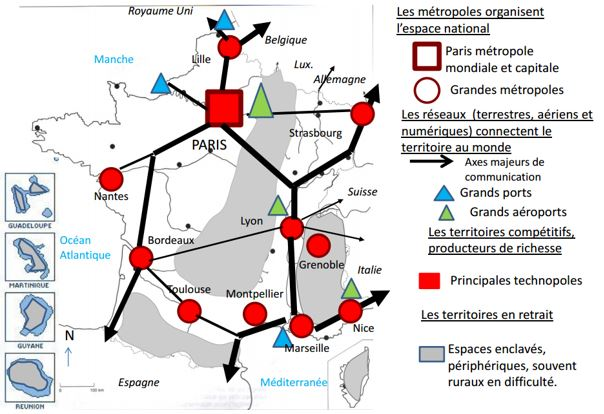 Royaume Uni
Belgique
Lille
Manche
Lux.
Allemagne
PARIS
Strasbourg
Nantes
Suisse
Lyon
Océan
Atlantique
Bordeaux
Grenoble
Italie
Toulouse
Montpellier
Nice
Marseille
Espagne
Méditerranée
N
100 km
GUADELOUPE
MARTINIQUE
GUYANE
REUNION
Les métropoles organisent
l'espace national
Paris métropole
mondiale et capitale
Grandes métropoles
Les réseaux (terrestres, aériens et
numériques) connectent le
territoire au monde
Axes majeurs de
communication
Grands ports
Grands aéroports
Les territoires compétitifs,
producteurs de richesse
Principales technopoles
Les territoires en retrait
Espaces enclavés,
périphériques, souvent
ruraux en difficulté.